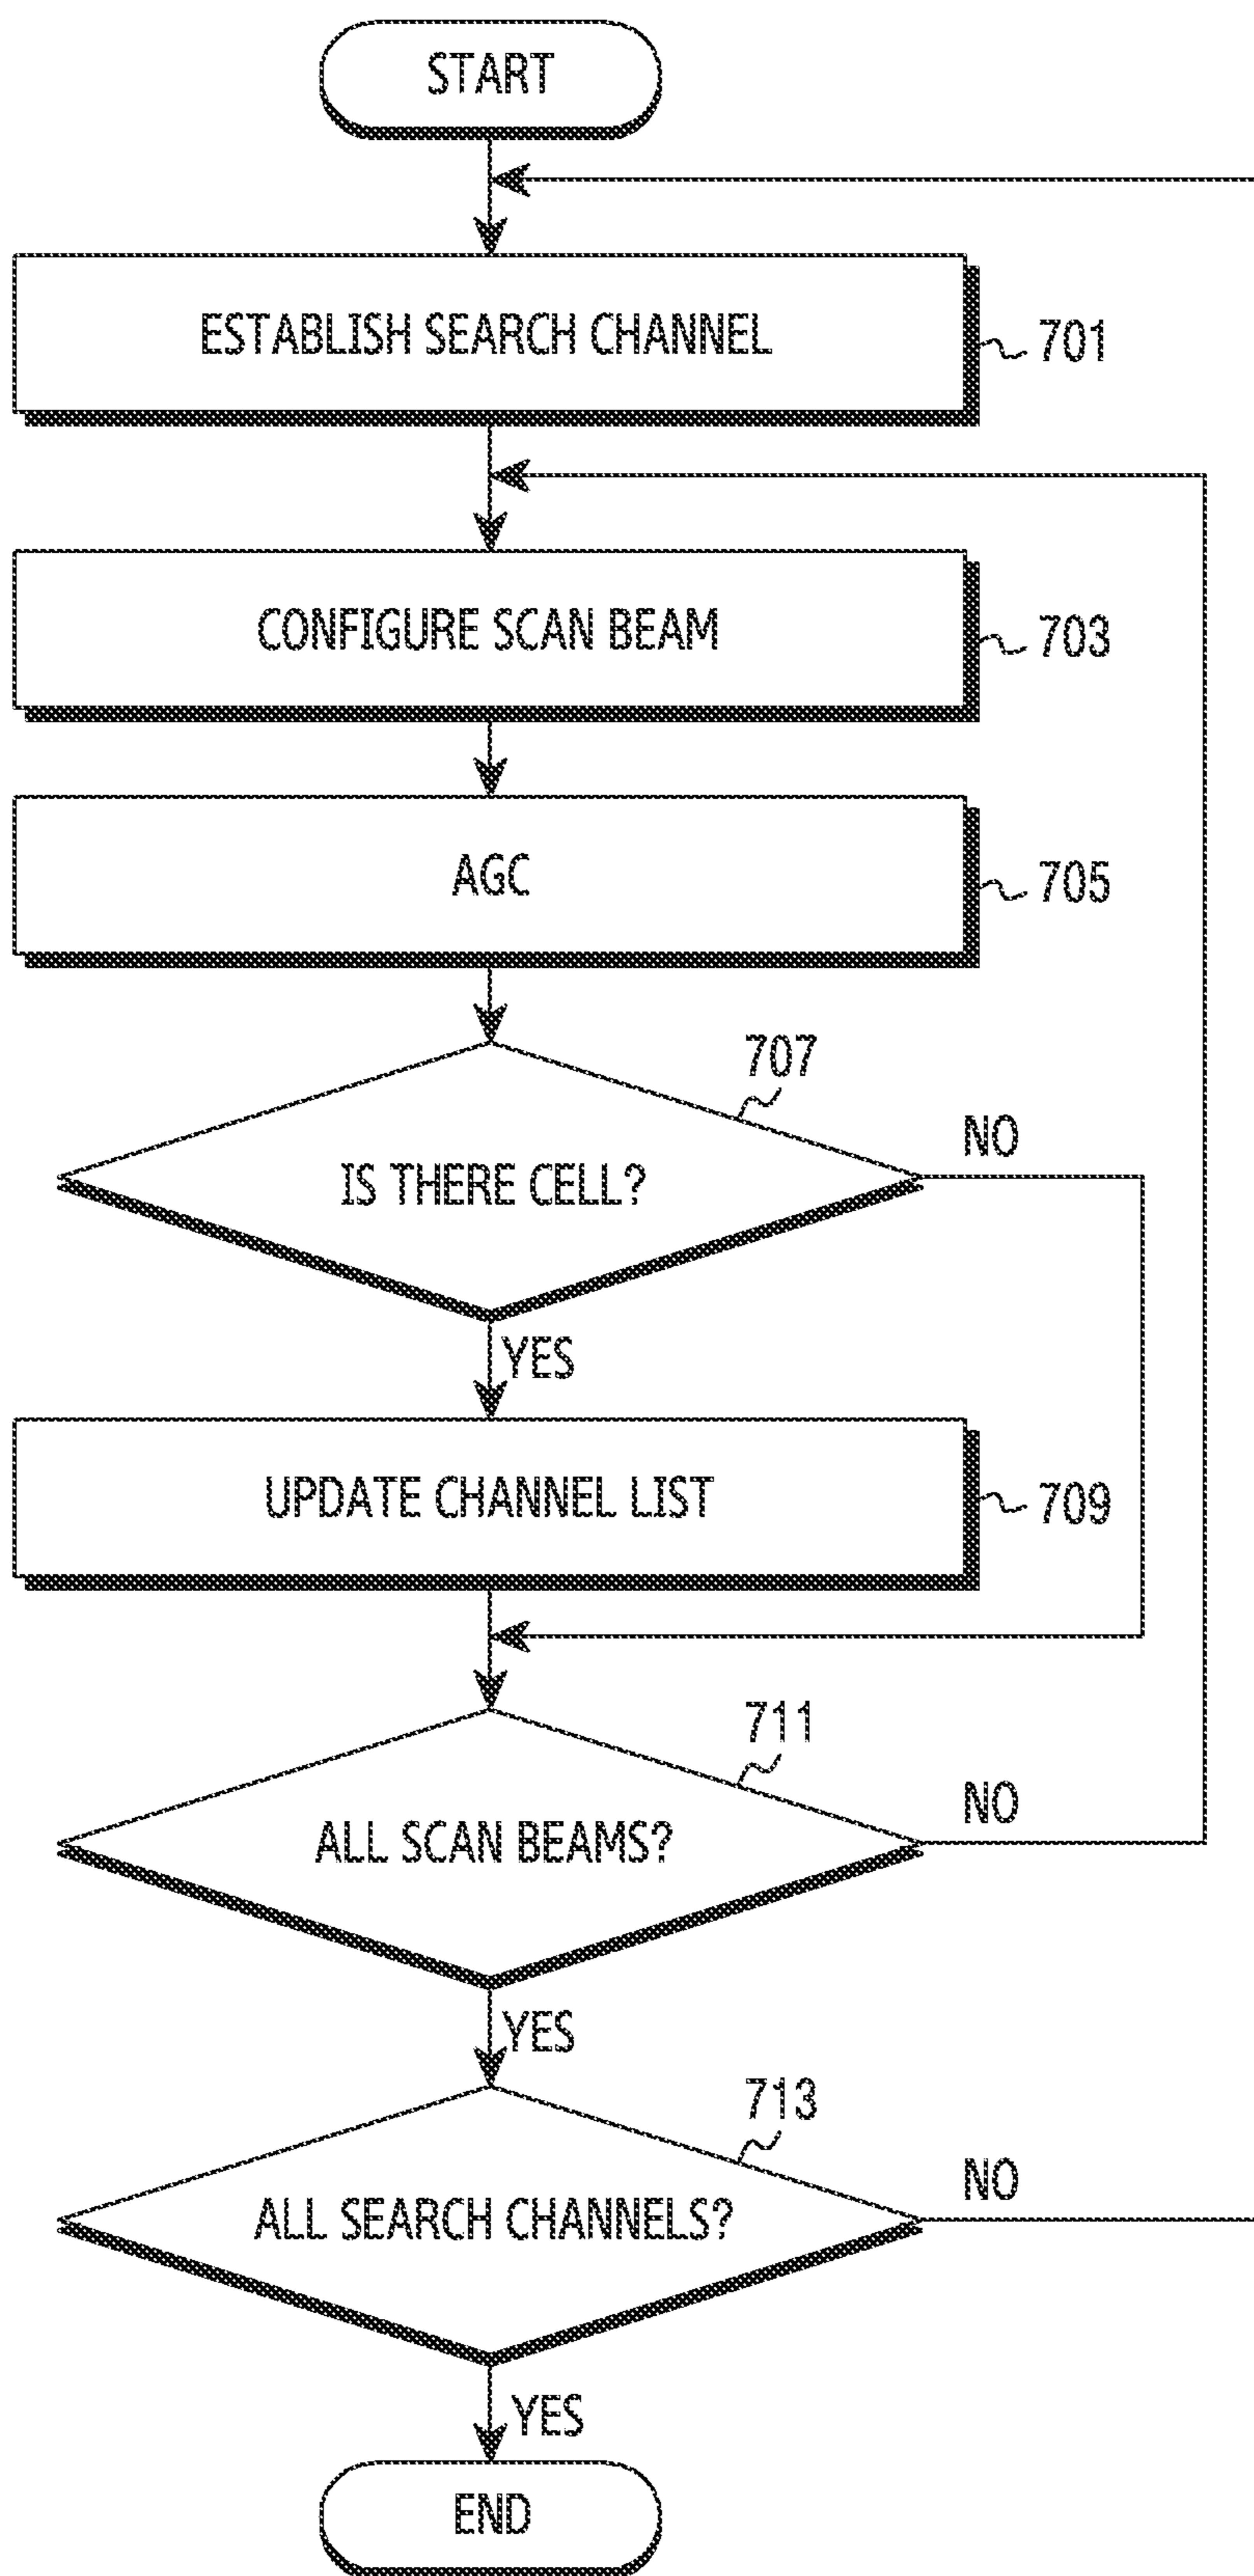 START
ESTABLISH SEARCH CHANNEL
701
CONFIGURE SCAN BEAM
703
AGC
705
707
NO
IS THERE CELL?
YES
UPDATE CHANNEL LIST
709
711
NO
ALL SCAN BEAMS?
YES
713
NO
ALL SEARCH CHANNELS?
YES
END